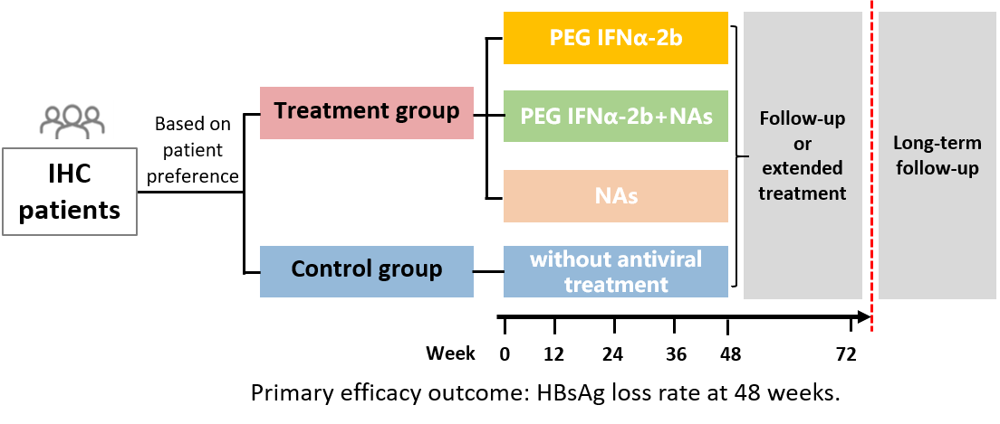 IHC
patients
Based on
patient
preference
Treatment group
Control group
PEG IFNα-2b
PEG IFNα-2b+NAs
NAs
without antiviral
treatment
Follow-up
or
extended
treatment
Long-term
follow-up
Week 0 12 24 36 48 72
Primary efficacy outcome: HBsAg loss rate at 48 weeks.